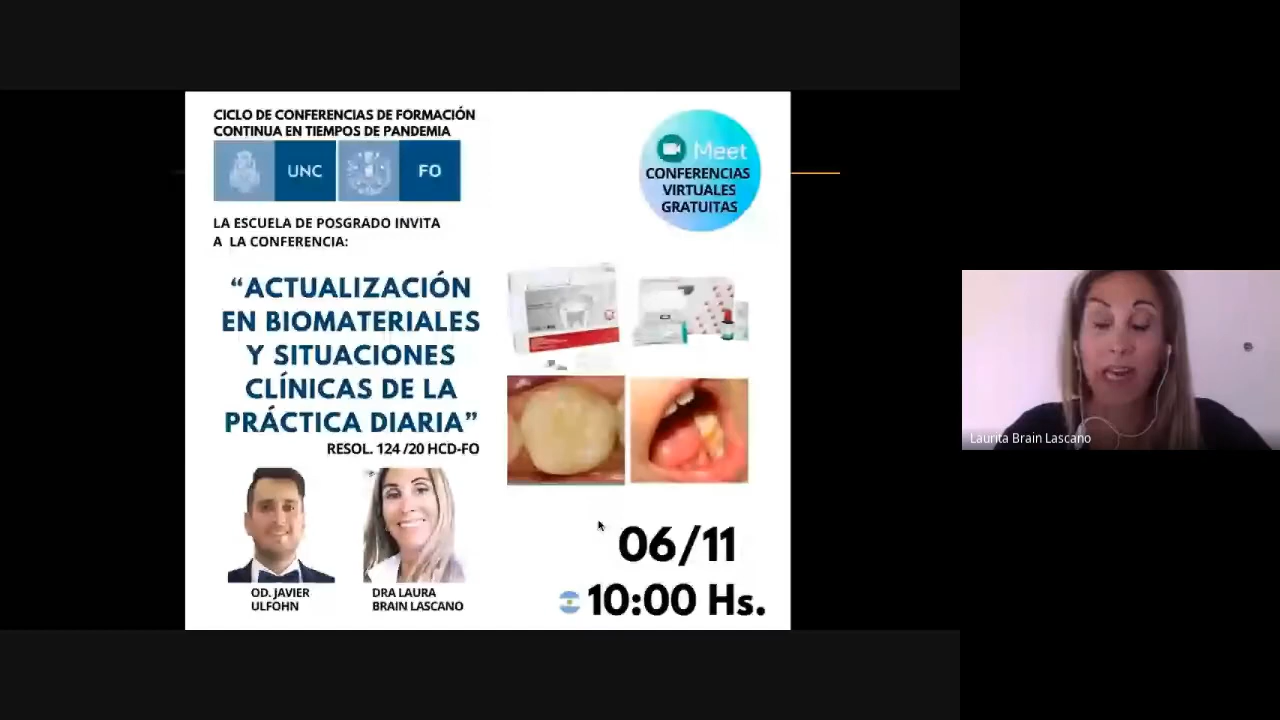 CICLO DE CONFERENCIAS DE FORMACIÓN
CONTINUA EN TIEMPOS DE PANDEMIA
UNC
FO
Meet
CONFERENCIAS
VIRTUALES
GRATUITAS
LA ESCUELA DE POSGRADO INVITA
A LA CONFERENCIA:
“ACTUALIZACIÓN
EN BIOMATERIALES
Y SITUACIONES
CLÍNICAS DE LA
PRÁCTICA DIARIA”
RESOL. 124 /20 HCD-FO
OD. JAVIER
ULFOHN
DRA LAURA
BRAIN LASCANO
06/11
10:00 Hs.
Laurita Brain Lascano